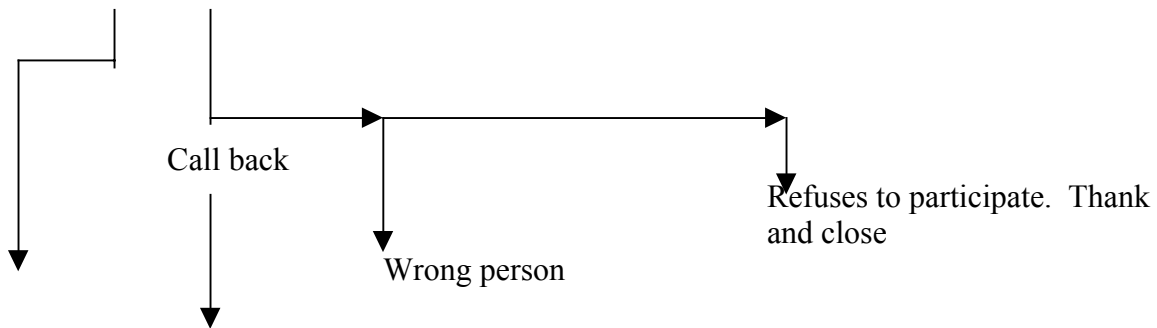 Call back
Refuses to participate.  Thank
and close
Wrong person